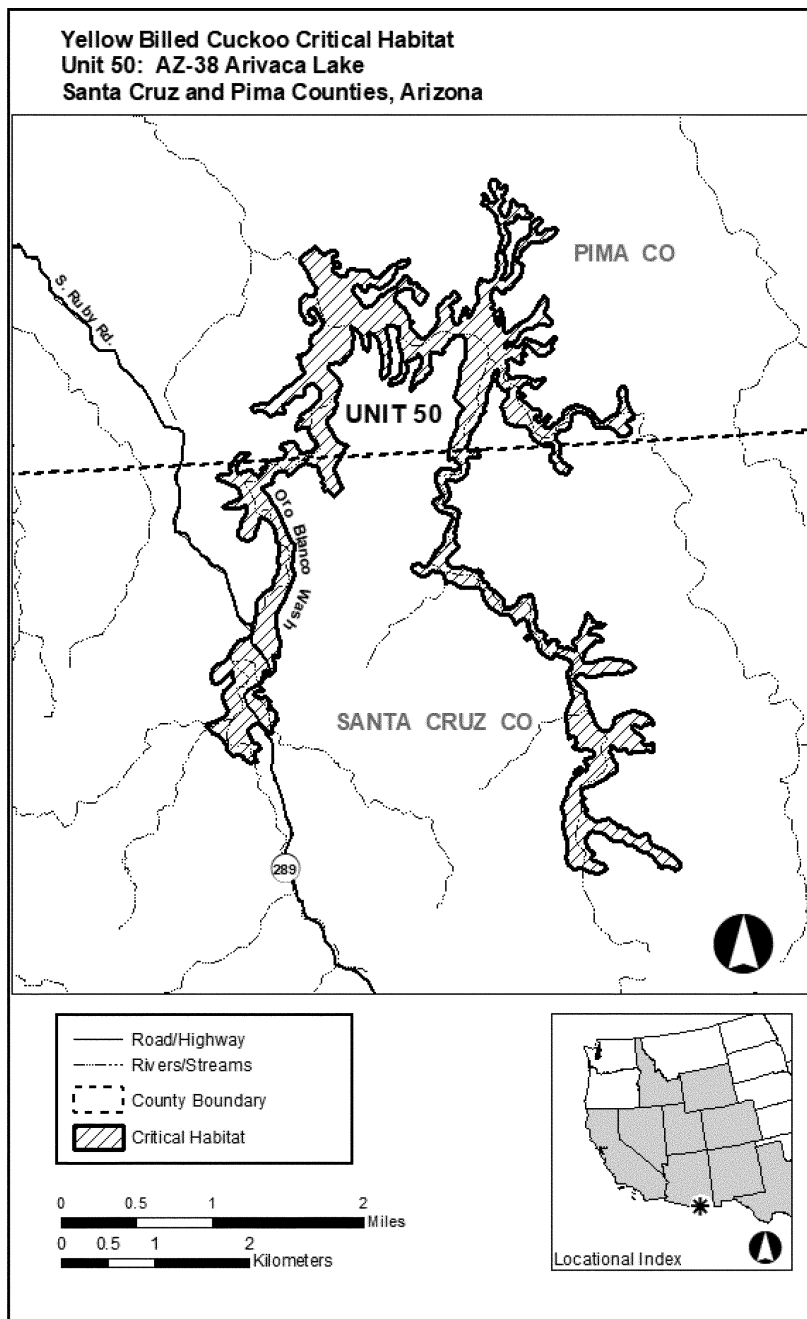 Yellow Billed Cuckoo Critical Habitat
Unit 50: AZ-38 Arivaca Lake
Santa Cruz and Pima Counties, Arizona
PIMA CO
S. Ruby Rd.
UNIT 50
Oro Blanco Wash
SANTA CRUZ CO
289
Road/Highway
Rivers/Streams
County Boundary
Critical Habitat
0 0.5 1 2
Miles
0 0.5 1 2
Kilometers
Locational Index